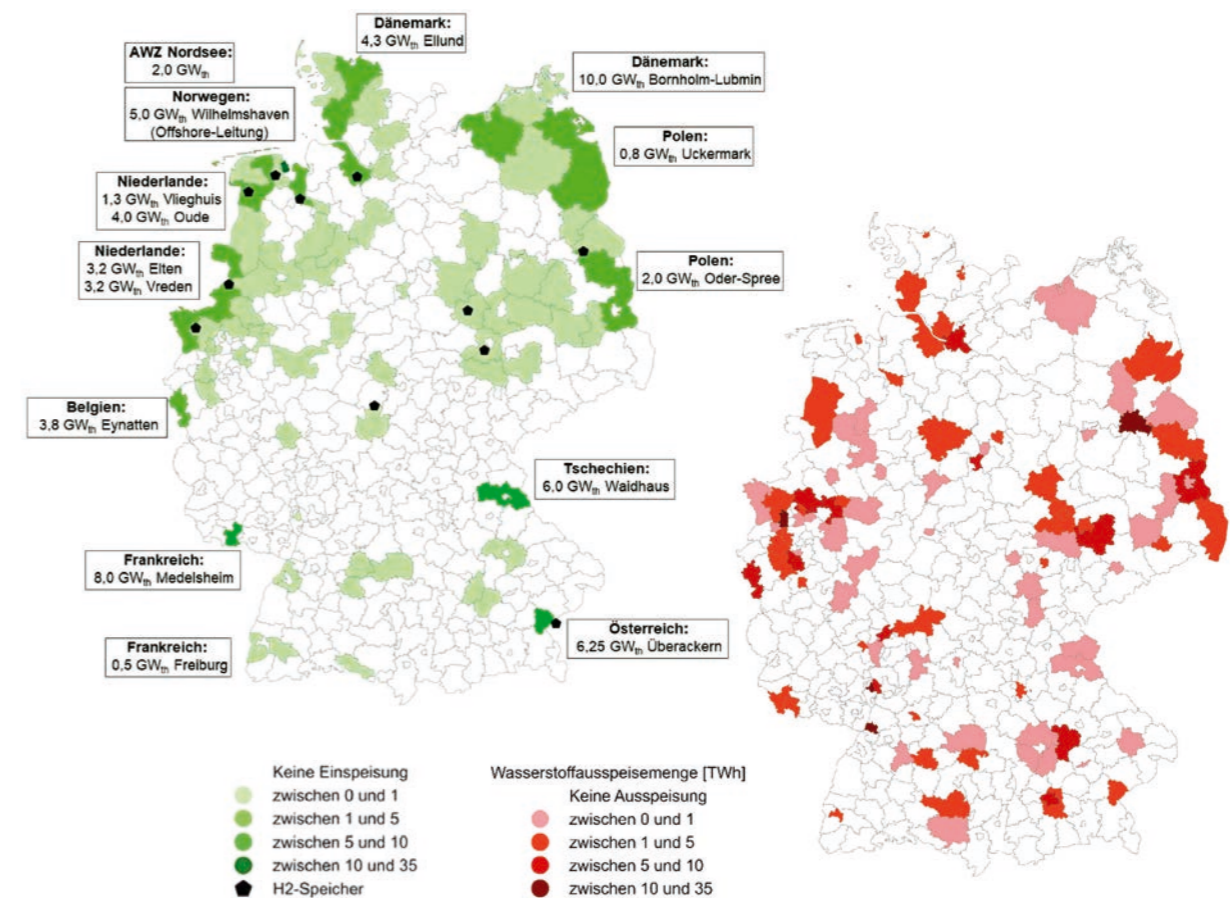 Dänemark:
4,3 GWth Ellund
AWZ Nordsee:
2,0 GWth
Dänemark:
10,0 GWth Bornholm-Lubmin
Norwegen:
5,0 GWth Wilhelmshaven
(Offshore-Leitung)
Polen:
0,8 GWth Uckermark
Niederlande:
1,3 GWth Vlieghuis
4,0 GWth Oude
Niederlande:
3,2 GWth Elten
3,2 GWth Vreden
Polen:
2,0 GWth Oder-Spree
Belgien:
3,8 GWth Eynatten
Tschechien:
6,0 GWth Waidhaus
Frankreich:
8,0 GWth Medelsheim
Frankreich:
0,5 GWth Freiburg
Österreich:
6,25 GWth Überackern
Keine Einspeisung
zwischen 0 und 1
zwischen 1 und 5
zwischen 5 und 10
zwischen 10 und 35
H2-Speicher
Wasserstoffausspeisemenge [TWh]
Keine Ausspeisung
zwischen 0 und 1
zwischen 1 und 5
zwischen 5 und 10
zwischen 10 und 35